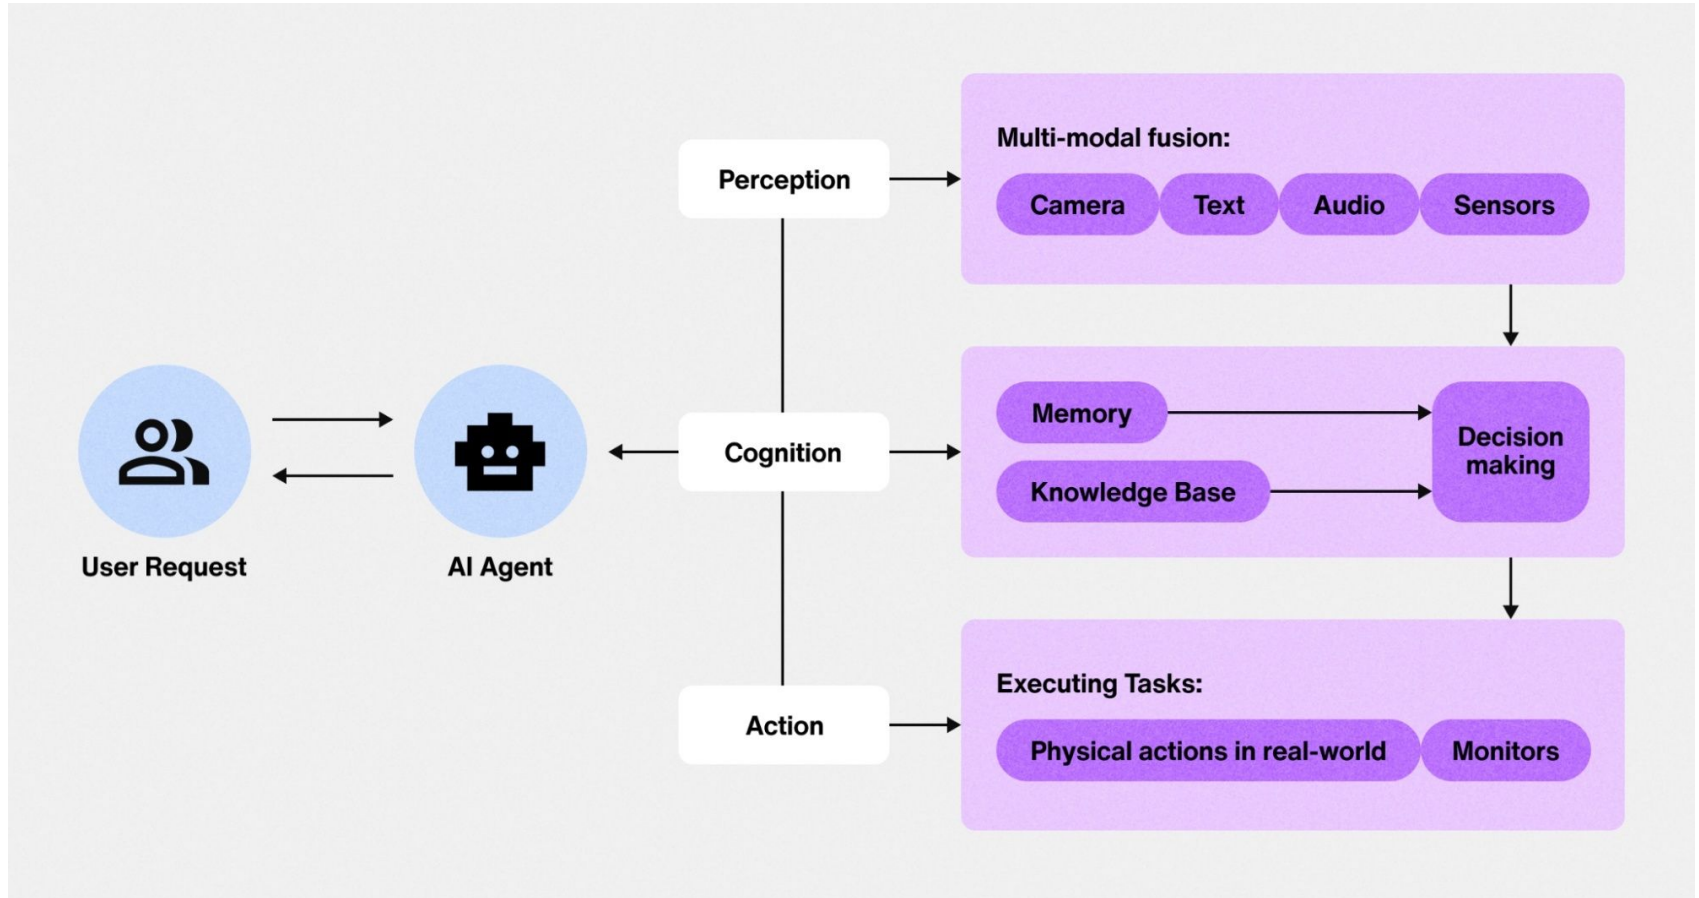 Perception
Multi-modal fusion:
Camera
Text
Audio
Sensors
User Request
AI Agent
Cognition
Memory
Knowledge Base
Decision
making
Action
Executing Tasks:
Physical actions in real-world
Monitors